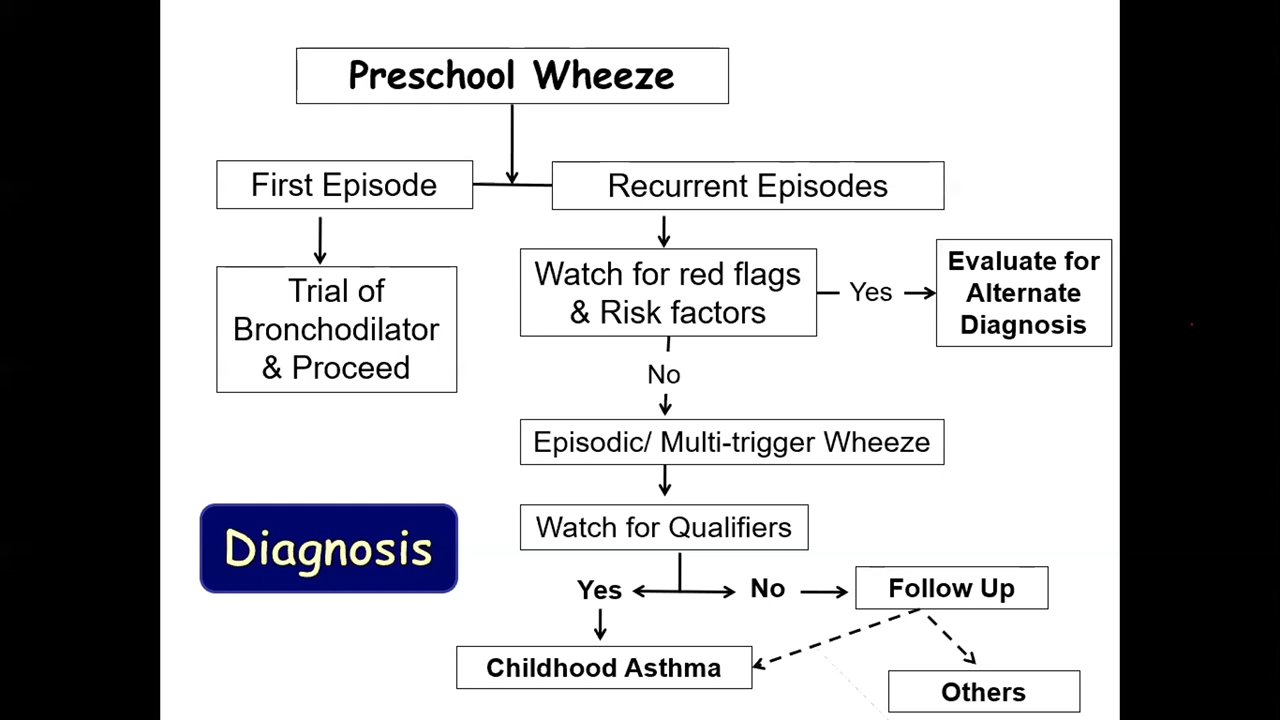 Preschool Wheeze
First Episode
Recurrent Episodes
Trial of
Bronchodilator
& Proceed
Watch for red flags
& Risk factors
Yes
Evaluate for
Alternate
Diagnosis
No
Episodic/ Multi-trigger Wheeze
Watch for Qualifiers
Diagnosis
Yes
No
Follow Up
Childhood Asthma
Others